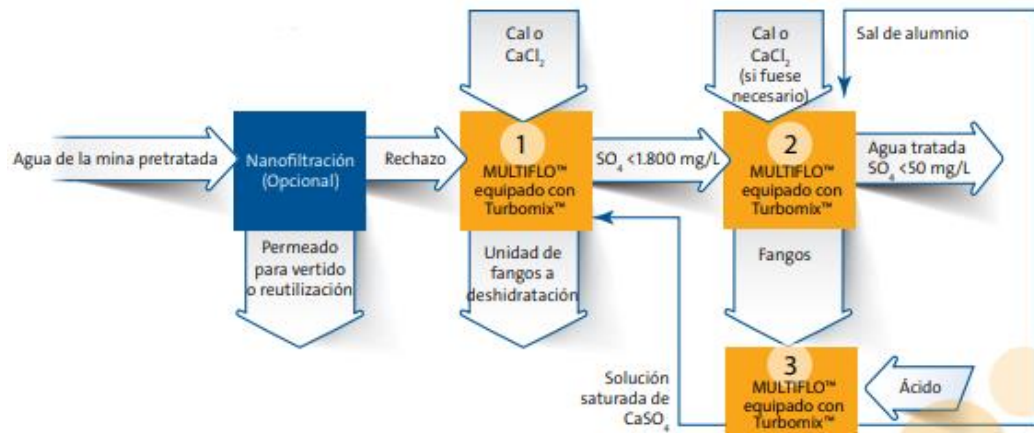 Cal o
CaCl₂
Cal o
CaCl₂
(si fuese
necesario)
Sal de alumnio
Agua de la mina pretratada
Nanofiltración
(Opcional)
Rechazo
1
MULTIFLO™
equipado con
Turbomix™
SO₄ <1.800 mg/L
2
MULTIFLO™
equipado con
Turbomix™
Agua tratada
SO₄ <50 mg/L
Permeado
para vertido
o reutilización
Unidad de
fangos a
deshidratación
Fangos
Solución
saturada de
CaSO₄
3
MULTIFLO™
equipado con
Turbomix™
Ácido